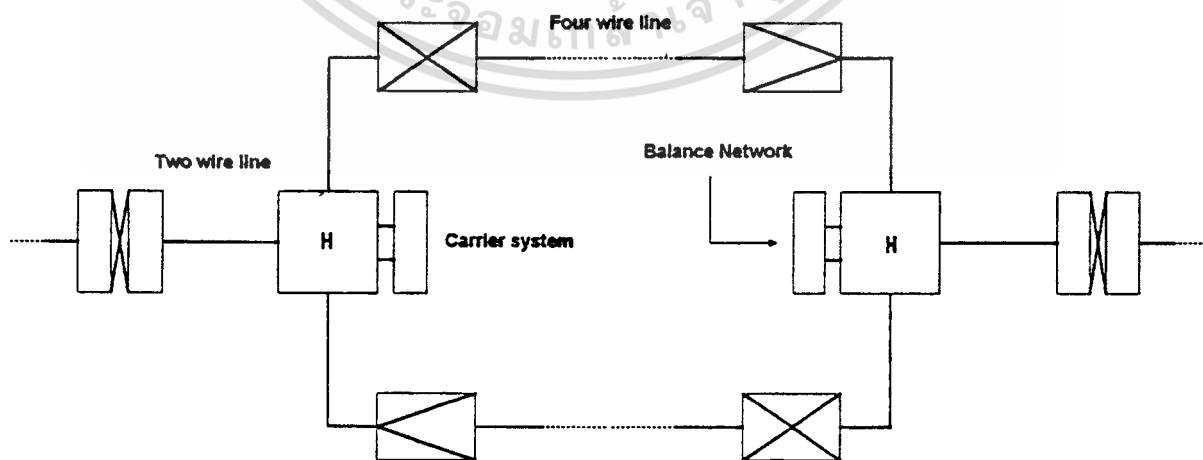 Four wire line
Two wire line
Balance Network
H
Carrier system
H